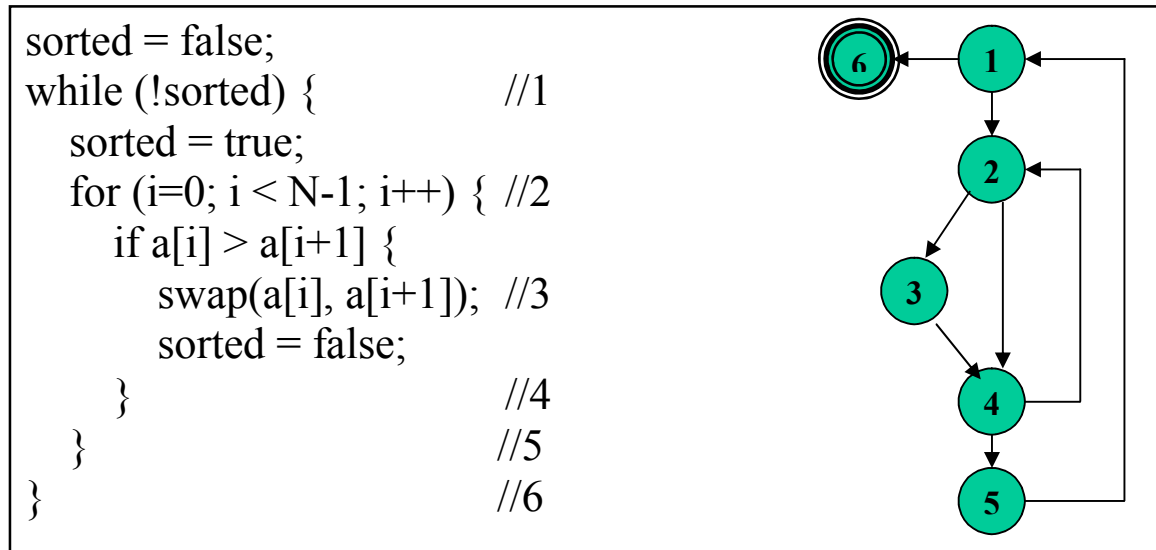 sorted = false;
while (!sorted) { //1
sorted = true;
for (i=0; i < N-1; i++) { //2
if a[i] > a[i+1] {
swap(a[i], a[i+1]); //3
sorted = false;
} //4
} //5
} //6
6 1
2
3
4
5